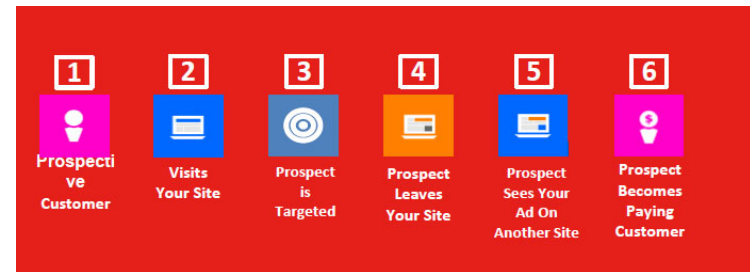 1
2
3
4
5
6
$
$
Prospecti
ve
Customer
Visits
Your Site
Prospect
is
Targeted
Prospect
Leaves
Your Site
Prospect
Sees Your
Ad On
Another Site
Prospect
Becomes
Paying
Customer